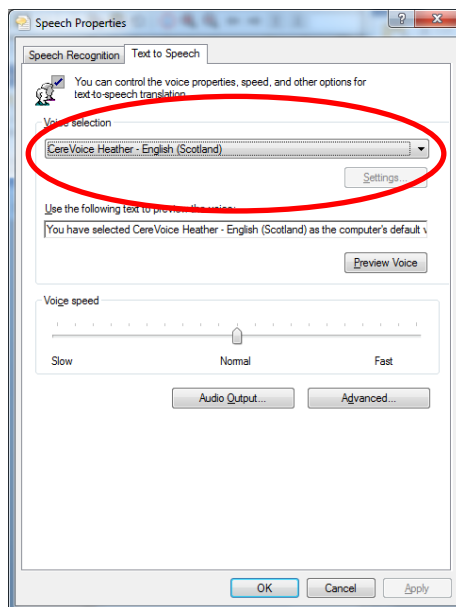 Speech Properties
?
Speech Recognition
Text to Speech
You can control the voice properties, speed, and other options for
text-to-speech translation.
Voice selection
CereVoice Heather - English (Scotland)
Settings...
Use the following text to preview the voice:
You have selected CereVoice Heather - English (Scotland) as the computer's default v
Preview Voice
Voice speed
Slow Normal Fast
Audio Output... Advanced...
OK Cancel Apply